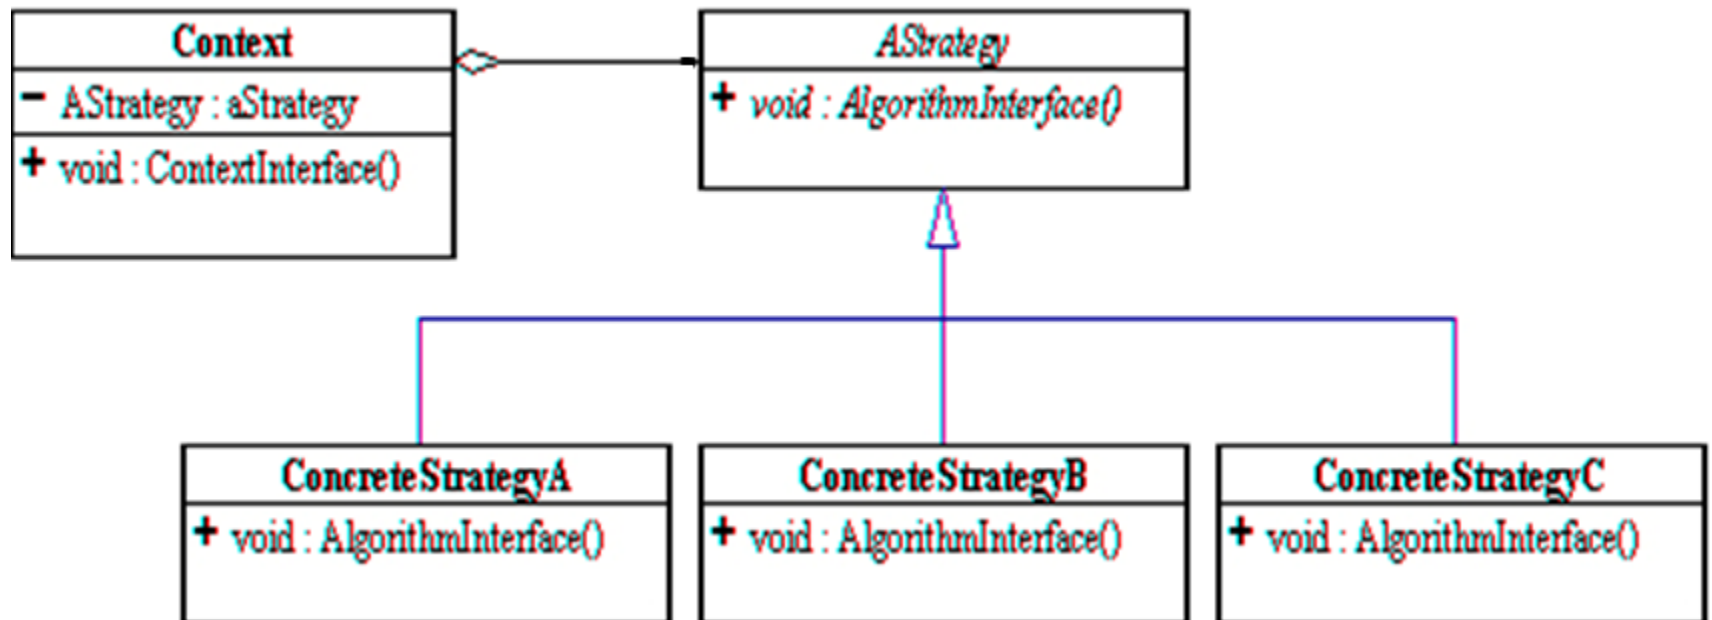 Context
- AStrategy : aStrategy
+ void : ContextInterface()
AStrategy
+ void : AlgorithmInterface()
ConcreteStrategyA
+ void : AlgorithmInterface()
ConcreteStrategyB
+ void : AlgorithmInterface()
ConcreteStrategyC
+ void : AlgorithmInterface()